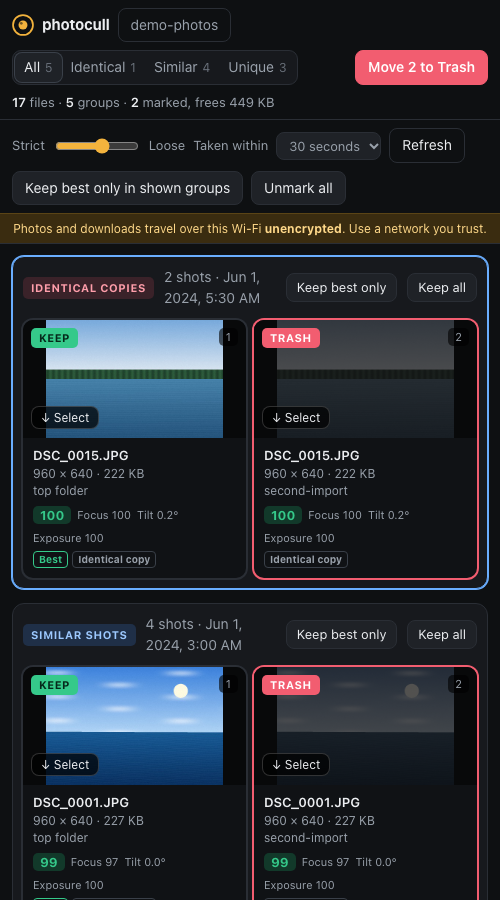 photocull demo-photos
All 5 Identical 1 Similar 4 Unique 3 Move 2 to Trash
17 files · 5 groups · 2 marked, frees 449 KB
Strict Loose Taken within 30 seconds Refresh
Keep best only in shown groups Unmark all
Photos and downloads travel over this Wi-Fi unencrypted. Use a network you trust.
IDENTICAL COPIES 2 shots · Jun 1, 2024, 5:30 AM Keep best only Keep all
KEEP 1 TRASH 2
↓ Select ↓ Select
DSC_0015.JPG DSC_0015.JPG
960 × 640 · 222 KB 960 × 640 · 222 KB
top folder second-import
100 Focus 100 Tilt 0.2° 100 Focus 100 Tilt 0.2°
Exposure 100 Exposure 100
Best Identical copy Identical copy
SIMILAR SHOTS 4 shots · Jun 1, 2024, 3:00 AM Keep best only Keep all
KEEP 1 TRASH 2
↓ Select ↓ Select
DSC_0001.JPG DSC_0001.JPG
960 × 640 · 227 KB 960 × 640 · 227 KB
top folder second-import
99 Focus 97 Tilt 0.0° 99 Focus 97 Tilt 0.0°
Exposure 100 Exposure 100